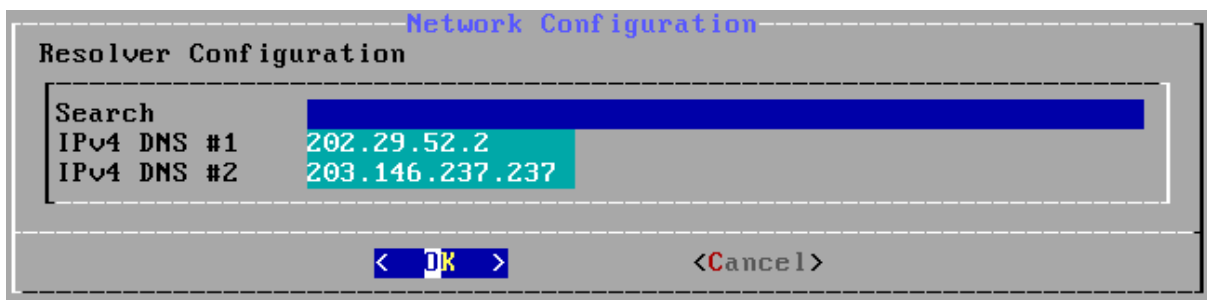 Network Configuration
Resolver Configuration
Search
IPv4 DNS #1 202.29.52.2
IPv4 DNS #2 203.146.237.237
< OK > <Cancel>